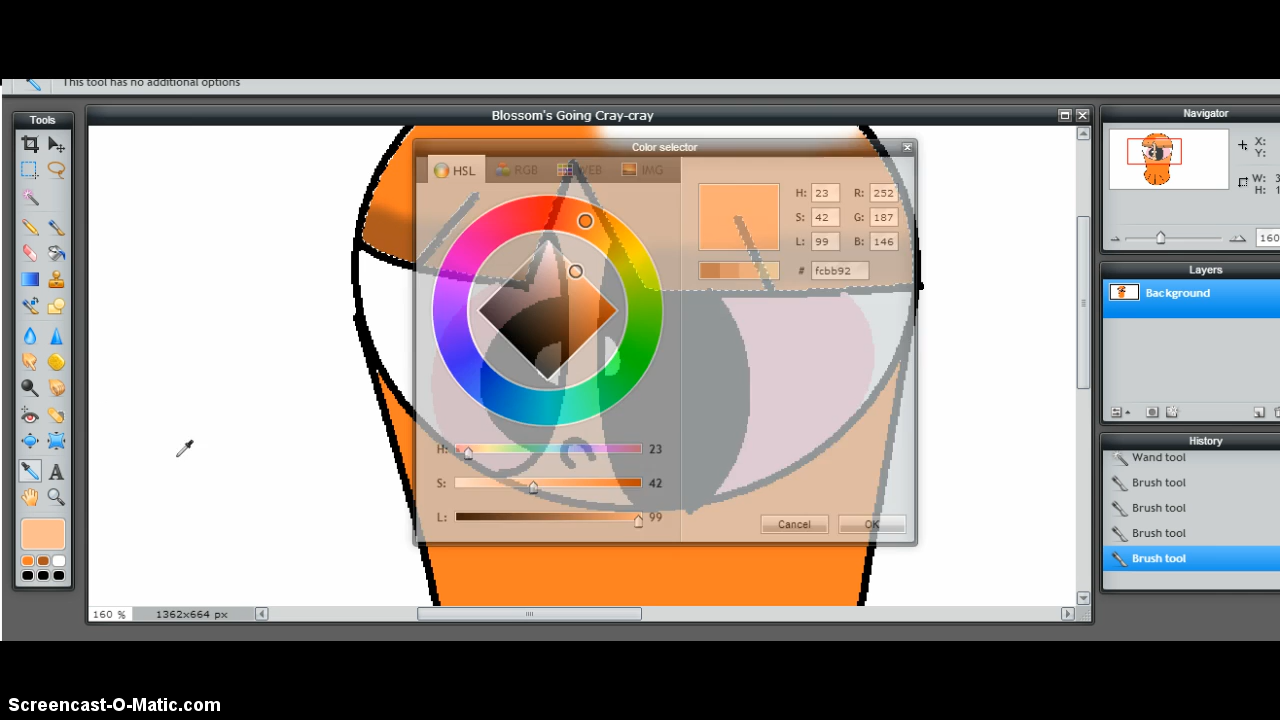 This tool has no additional options
Tools
Blossom's Going Cray-cray
Navigator
Color selector
HSL RGB WEB IMG
X:
Y:
W: 3
H: 1
H: 23 R: 252
S: 42 G: 187
L: 99 B: 146
# fcbb92
160
Layers
Background
H: 23
S: 42
L: 99
Cancel OK
History
Wand tool
Brush tool
Brush tool
Brush tool
Brush tool
160 % 1362x664 px
Screencast-O-Matic.com